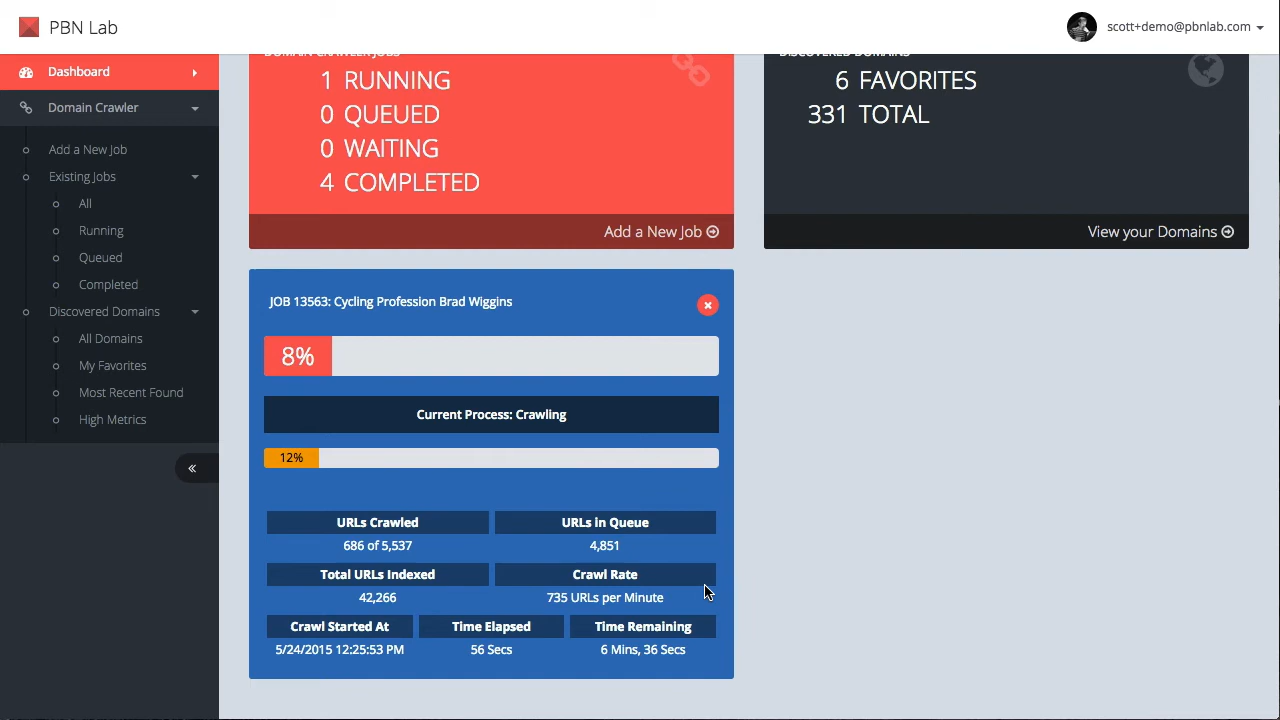 PBN Lab
scott+demo@pbnlab.com
Dashboard
Domain Crawler
Add a New Job
Existing Jobs
All
Running
Queued
Completed
Discovered Domains
All Domains
My Favorites
Most Recent Found
High Metrics
DOMAIN CRAWLER JOBS
1 RUNNING
0 QUEUED
0 WAITING
4 COMPLETED
Add a New Job
DISCOVERED DOMAINS
6 FAVORITES
331 TOTAL
View your Domains
JOB 13563: Cycling Profession Brad Wiggins
8%
Current Process: Crawling
12%
URLs Crawled
686 of 5,537
URLs in Queue
4,851
Total URLs Indexed
42,266
Crawl Rate
735 URLs per Minute
Crawl Started At
5/24/2015 12:25:53 PM
Time Elapsed
56 Secs
Time Remaining
6 Mins, 36 Secs